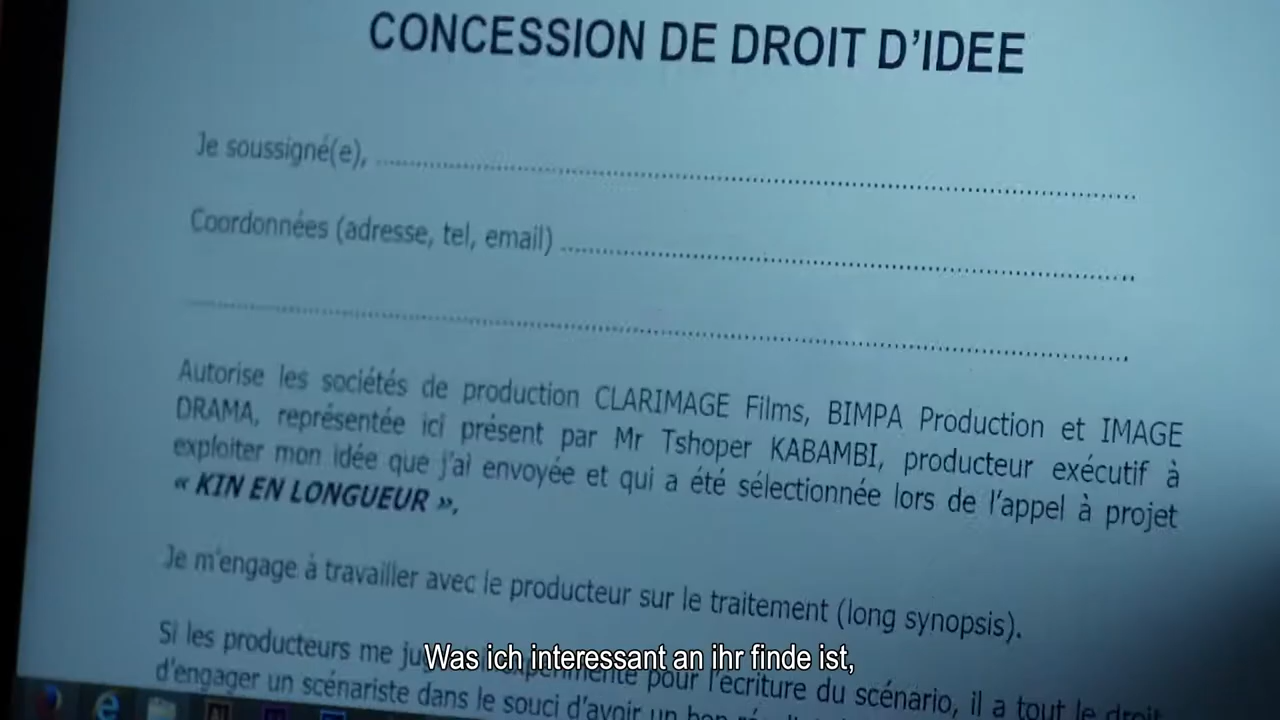 CONCESSION DE DROIT D'IDEE
Je soussigné(e), ..........
Coordonnées (adresse, tel, email) ..........
..........
Autorise les sociétés de production CLARIMAGE Films, BIMPA Production et IMAGE
DRAMA, représentée ici présent par Mr Tshoper KABAMBI, producteur exécutif à
exploiter mon idée que j'ai envoyée et qui a été sélectionnée lors de l'appel à projet
« KIN EN LONGUEUR »,
Je m'engage à travailler avec le producteur sur le traitement (long synopsis).
Si les producteurs me pour l'écriture du scénario, il a tout le droit
d'engager un scénariste dans le souci d'avoir un bon
Was ich interessant an ihr finde ist,